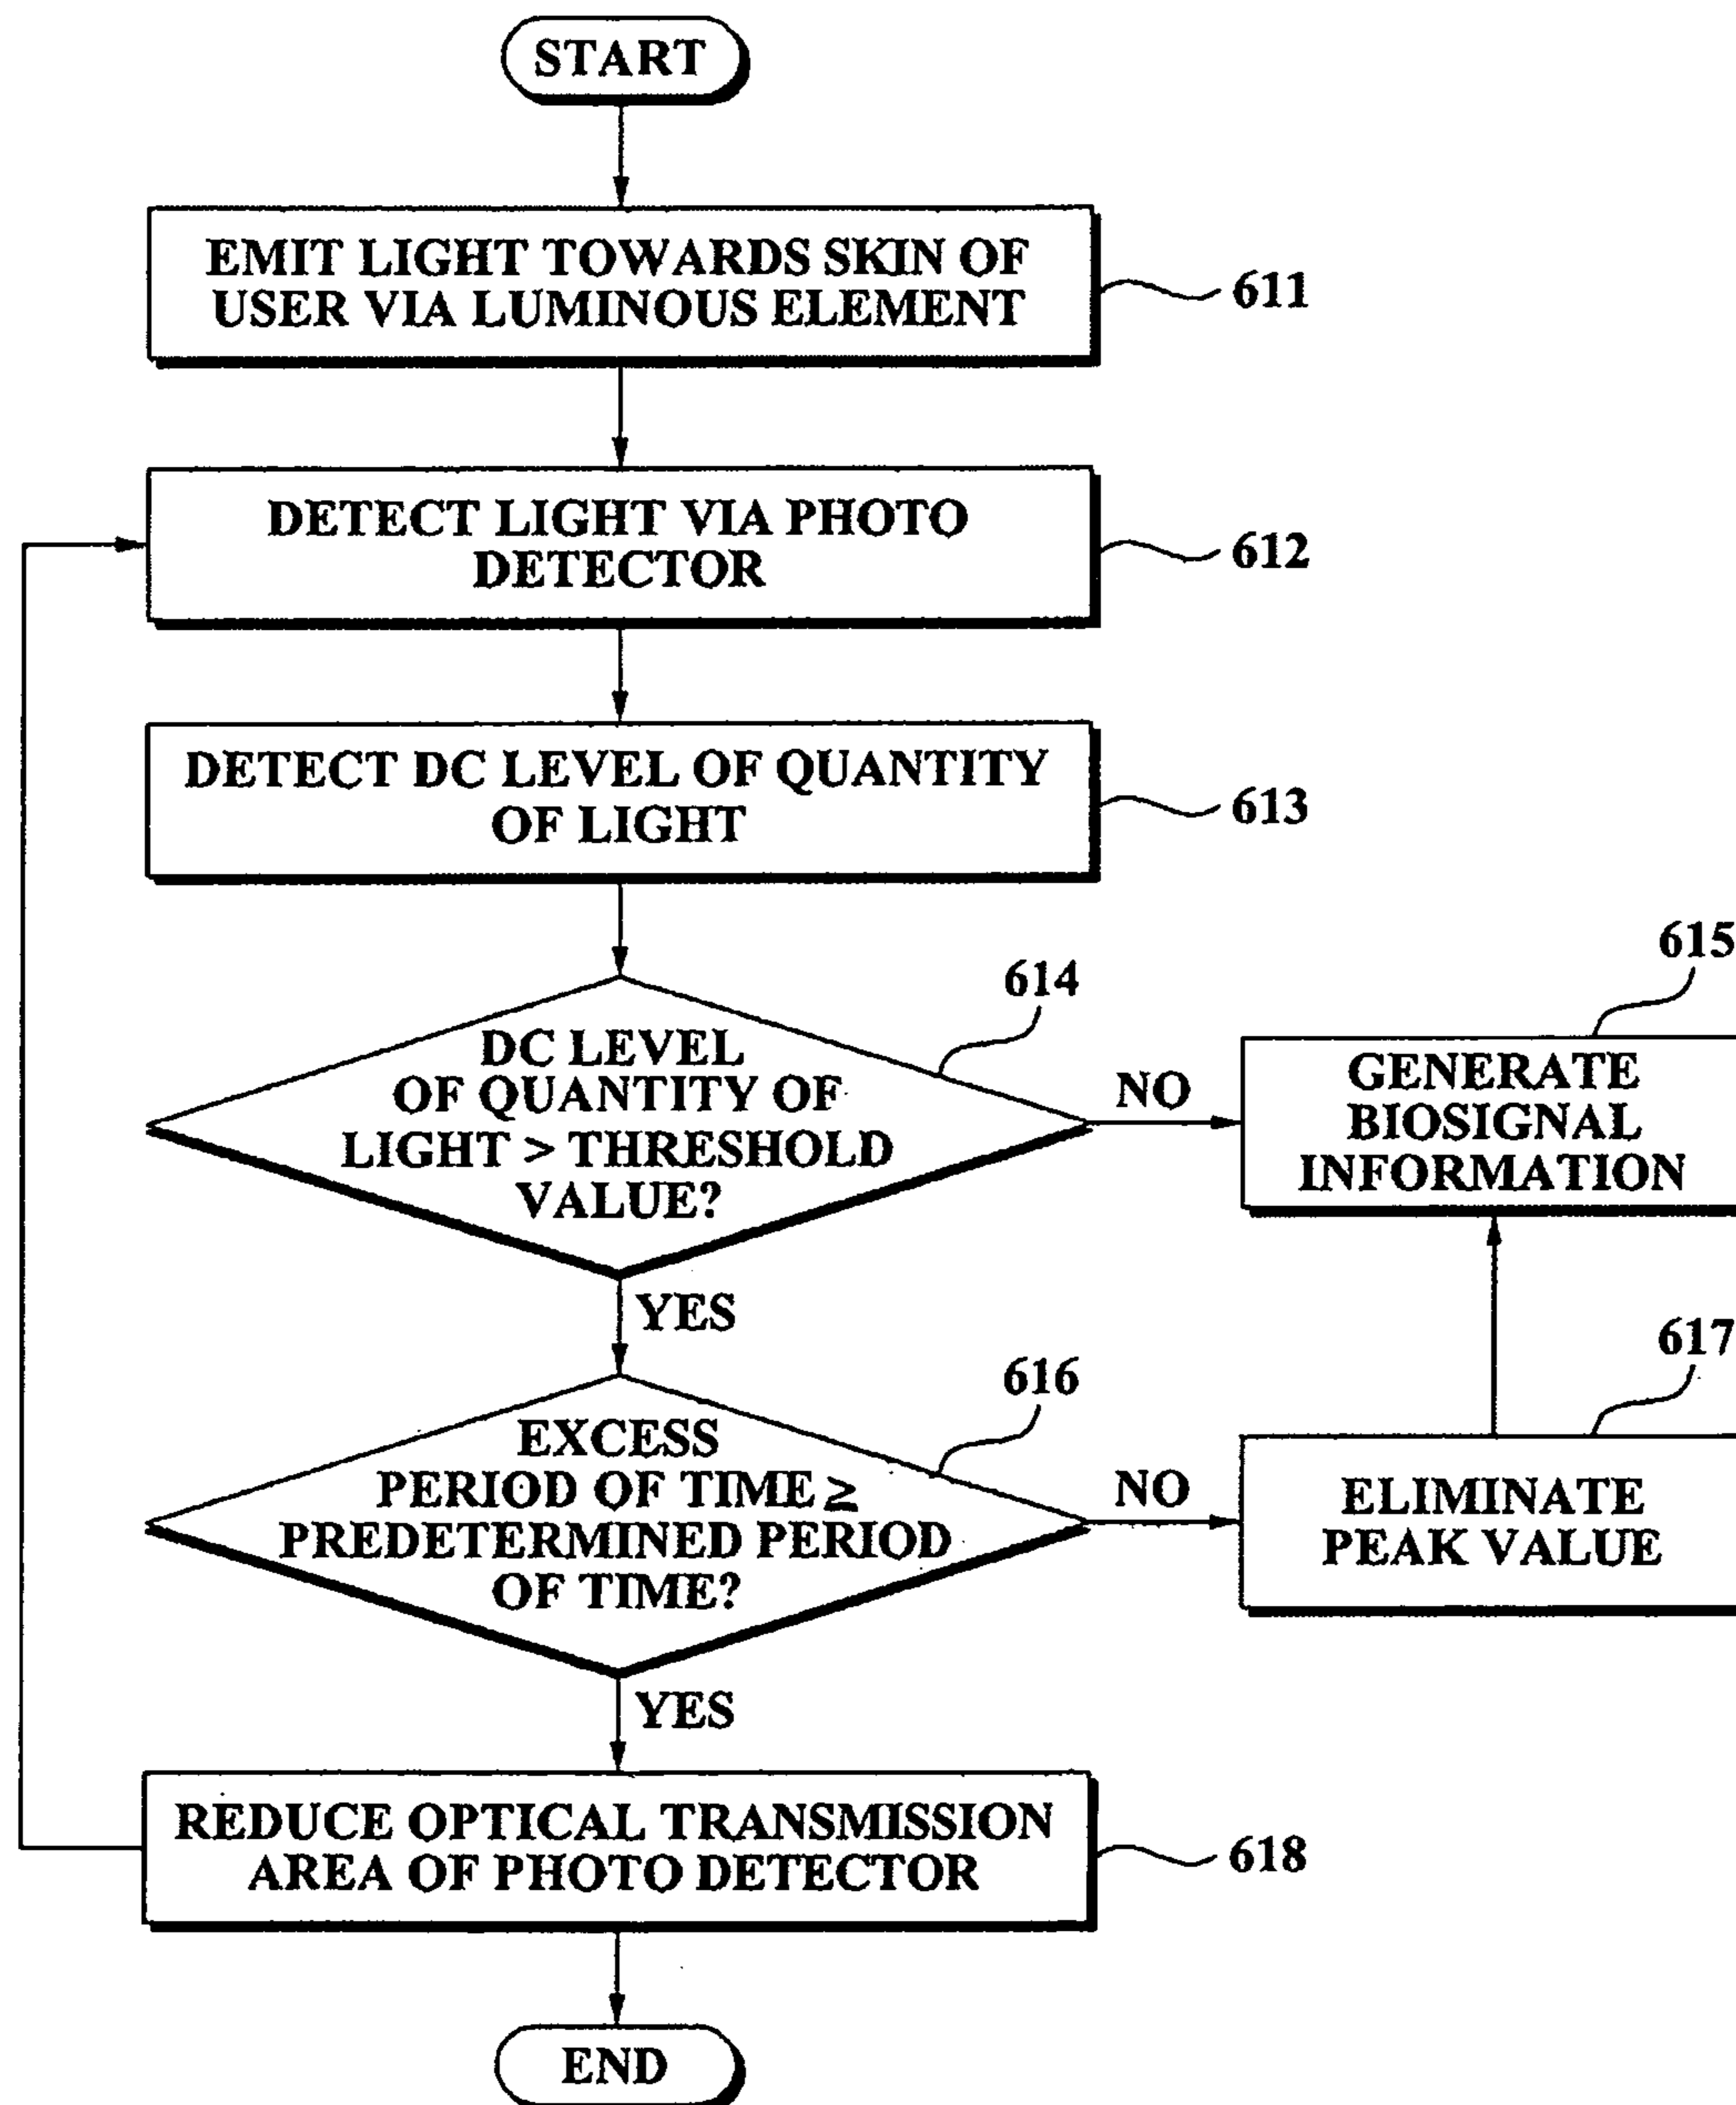 START
EMIT LIGHT TOWARDS SKIN OF
USER VIA LUMINOUS ELEMENT
611
DETECT LIGHT VIA PHOTO
DETECTOR
612
DETECT DC LEVEL OF QUANTITY
OF LIGHT
613
614
DC LEVEL
OF QUANTITY OF
LIGHT > THRESHOLD
VALUE?
NO
615
GENERATE
BIOSIGNAL
INFORMATION
YES
616
EXCESS
PERIOD OF TIME ≥
PREDETERMINED PERIOD
OF TIME?
NO
617
ELIMINATE
PEAK VALUE
YES
REDUCE OPTICAL TRANSMISSION
AREA OF PHOTO DETECTOR
618
END